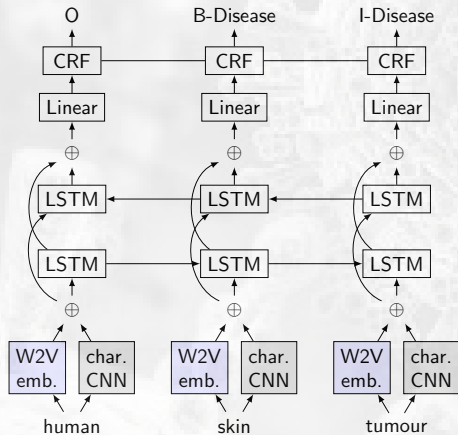 O B-Disease I-Disease
CRF CRF CRF
Linear Linear Linear
⊕ ⊕ ⊕
LSTM LSTM LSTM
LSTM LSTM LSTM
⊕ ⊕ ⊕
W2V char. W2V char. W2V char.
emb. CNN emb. CNN emb. CNN
human skin tumour